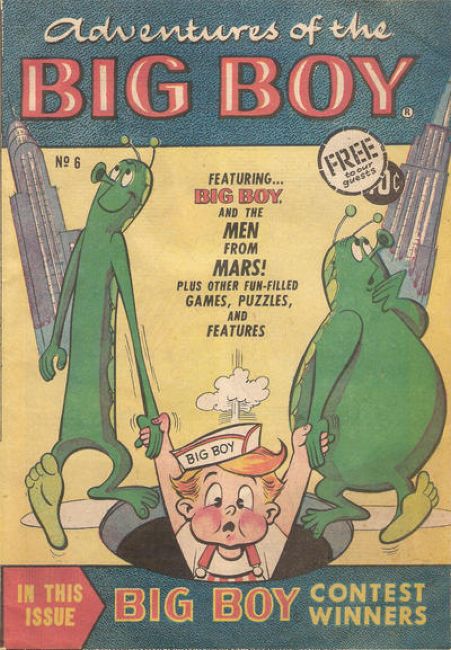 Adventures of the
BIG BOY®
Nº 6
FREE
to our
guests
10¢
FEATURING...
BIG BOY,
AND THE
MEN
FROM
MARS!
PLUS OTHER FUN-FILLED
GAMES, PUZZLES,
AND
FEATURES
BIG BOY
IN THIS
ISSUE
BIG BOY
CONTEST
WINNERS